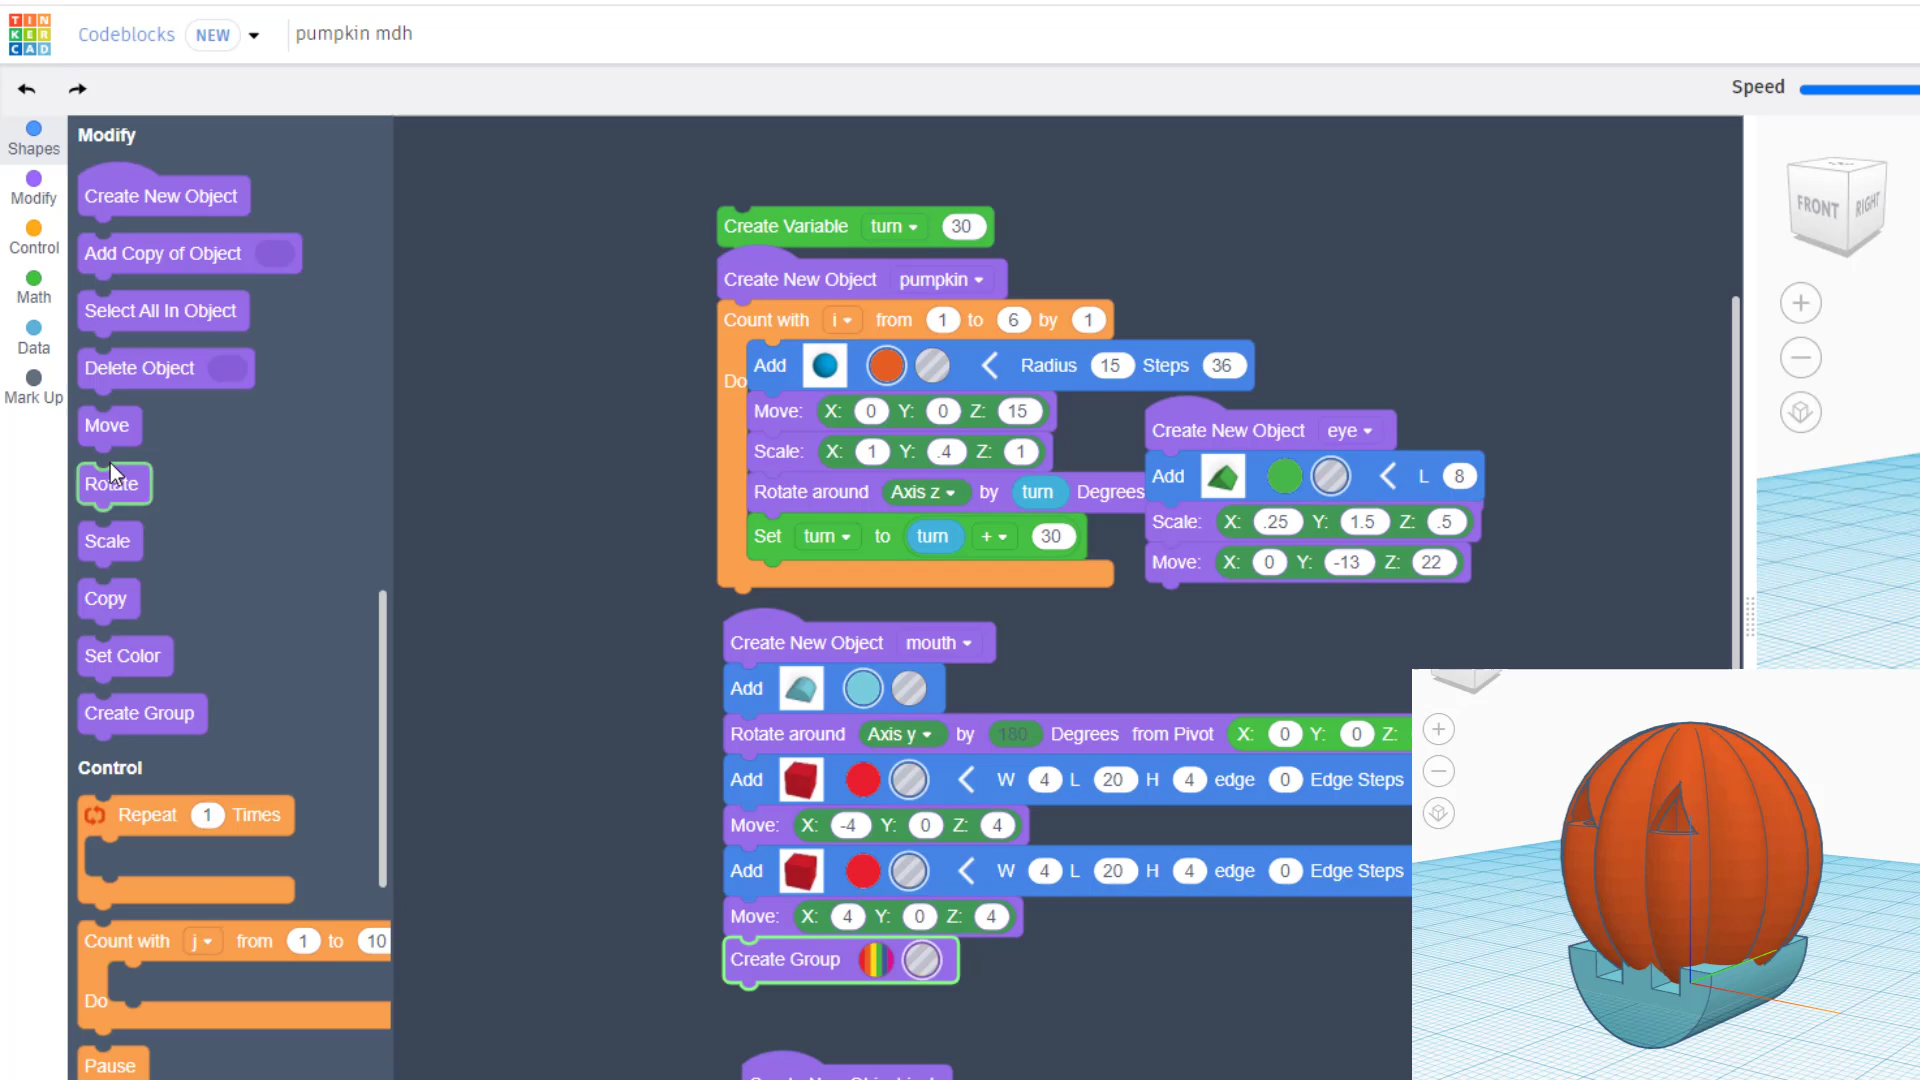 TIN
KER
CAD
Codeblocks NEW
pumpkin mdh
Speed
Shapes
Modify
Control
Math
Data
Mark Up
Modify
Create New Object
Add Copy of Object
Select All In Object
Delete Object
Move
Rotate
Scale
Copy
Set Color
Create Group
Control
Repeat 1 Times
Count with j from 1 to 10
Do
Pause
Create Variable turn 30
Create New Object pumpkin
Count with i from 1 to 6 by 1
Do
Add Radius 15 Steps 36
Move: X: 0 Y: 0 Z: 15
Scale: X: 1 Y: .4 Z: 1
Rotate around Axis z by turn Degrees
Set turn to turn + 30
Create New Object eye
Add L 8
Scale: X: .25 Y: 1.5 Z: .5
Move: X: 0 Y: -13 Z: 22
Create New Object mouth
Add
Rotate around Axis y by 180 Degrees from Pivot X: 0 Y: 0 Z:
Add W 4 L 20 H 4 edge 0 Edge Steps
Move: X: -4 Y: 0 Z: 4
Add W 4 L 20 H 4 edge 0 Edge Steps
Move: X: 4 Y: 0 Z: 4
Create Group
FRONT
RIGHT